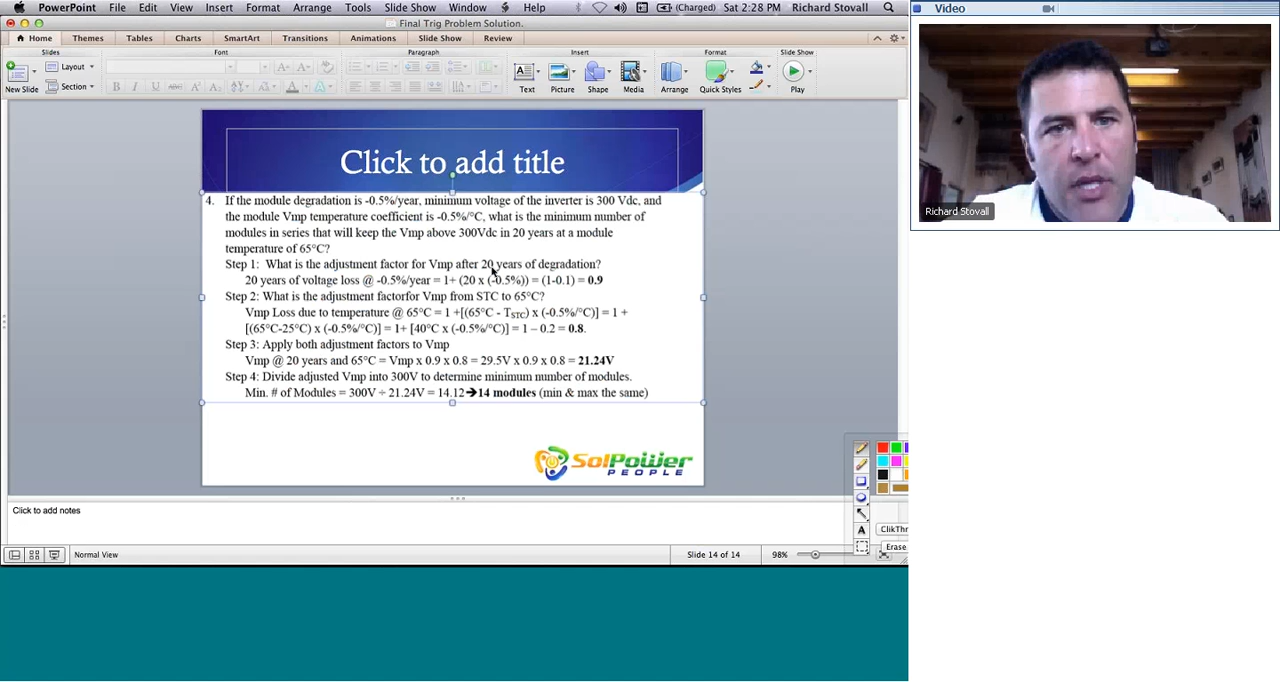 PowerPoint File Edit View Insert Format Arrange Tools Slide Show Window Help (Charged) Sat 2:28 PM Richard Stovall
Video
Final Trig Problem Solution.
Home Themes Tables Charts SmartArt Transitions Animations Slide Show Review
Slides Font Paragraph Insert Format Slide Show
Layout
New Slide Section
Text Picture Shape Media Arrange Quick Styles Play
Click to add title
4. If the module degradation is -0.5%/year, minimum voltage of the inverter is 300 Vdc, and
the module Vmp temperature coefficient is -0.5%/°C, what is the minimum number of
modules in series that will keep the Vmp above 300Vdc in 20 years at a module
temperature of 65°C?
Step 1: What is the adjustment factor for Vmp after 20 years of degradation?
20 years of voltage loss @ -0.5%/year = 1+ (20 x (-0.5%)) = (1-0.1) = 0.9
Step 2: What is the adjustment factorfor Vmp from STC to 65°C?
Vmp Loss due to temperature @ 65°C = 1 +[(65°C - TSTC) x (-0.5%/°C)] = 1 +
[(65°C-25°C) x (-0.5%/°C)] = 1+ [40°C x (-0.5%/°C)] = 1 – 0.2 = 0.8.
Step 3: Apply both adjustment factors to Vmp
Vmp @ 20 years and 65°C = Vmp x 0.9 x 0.8 = 29.5V x 0.9 x 0.8 = 21.24V
Step 4: Divide adjusted Vmp into 300V to determine minimum number of modules.
Min. # of Modules = 300V ÷ 21.24V = 14.12➔14 modules (min & max the same)
SolPower
PEOPLE
Richard Stovall
Click to add notes
A
ClikThr
Erase
Normal View
Slide 14 of 14
98%